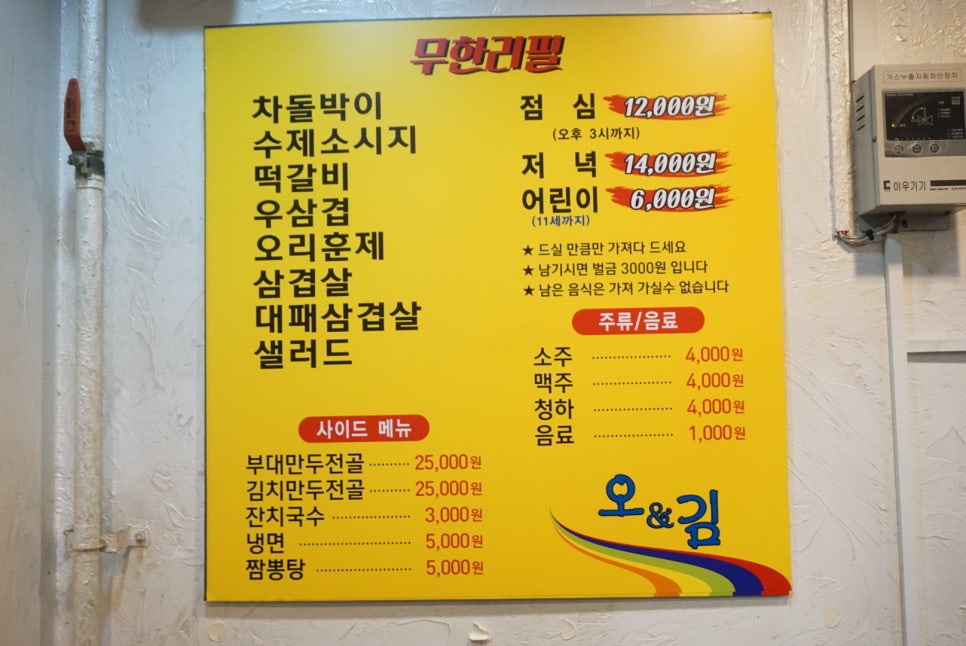 무한리필
차돌박이
수제소시지
떡갈비
우삼겹
오리훈제
삼겹살
대패삼겹살
샐러드
점 심 12,000원
(오후 3시까지)
저 녁 14,000원
어린이 6,000원
(11세까지)
★ 드실 만큼만 가져다 드세요
★ 남기시면 벌금 3000원 입니다
★ 남은 음식은 가져 가실수 없습니다
주류/음료
소주 ················ 4,000원
맥주 ················ 4,000원
청하 ················ 4,000원
음료 ················ 1,000원
사이드 메뉴
부대만두전골 ········ 25,000원
김치만두전골 ········ 25,000원
잔치국수 ················ 3,000원
냉면 ························ 5,000원
짬뽕탕 ···················· 5,000원
오&김
가스누출자동차단장치
이우기기